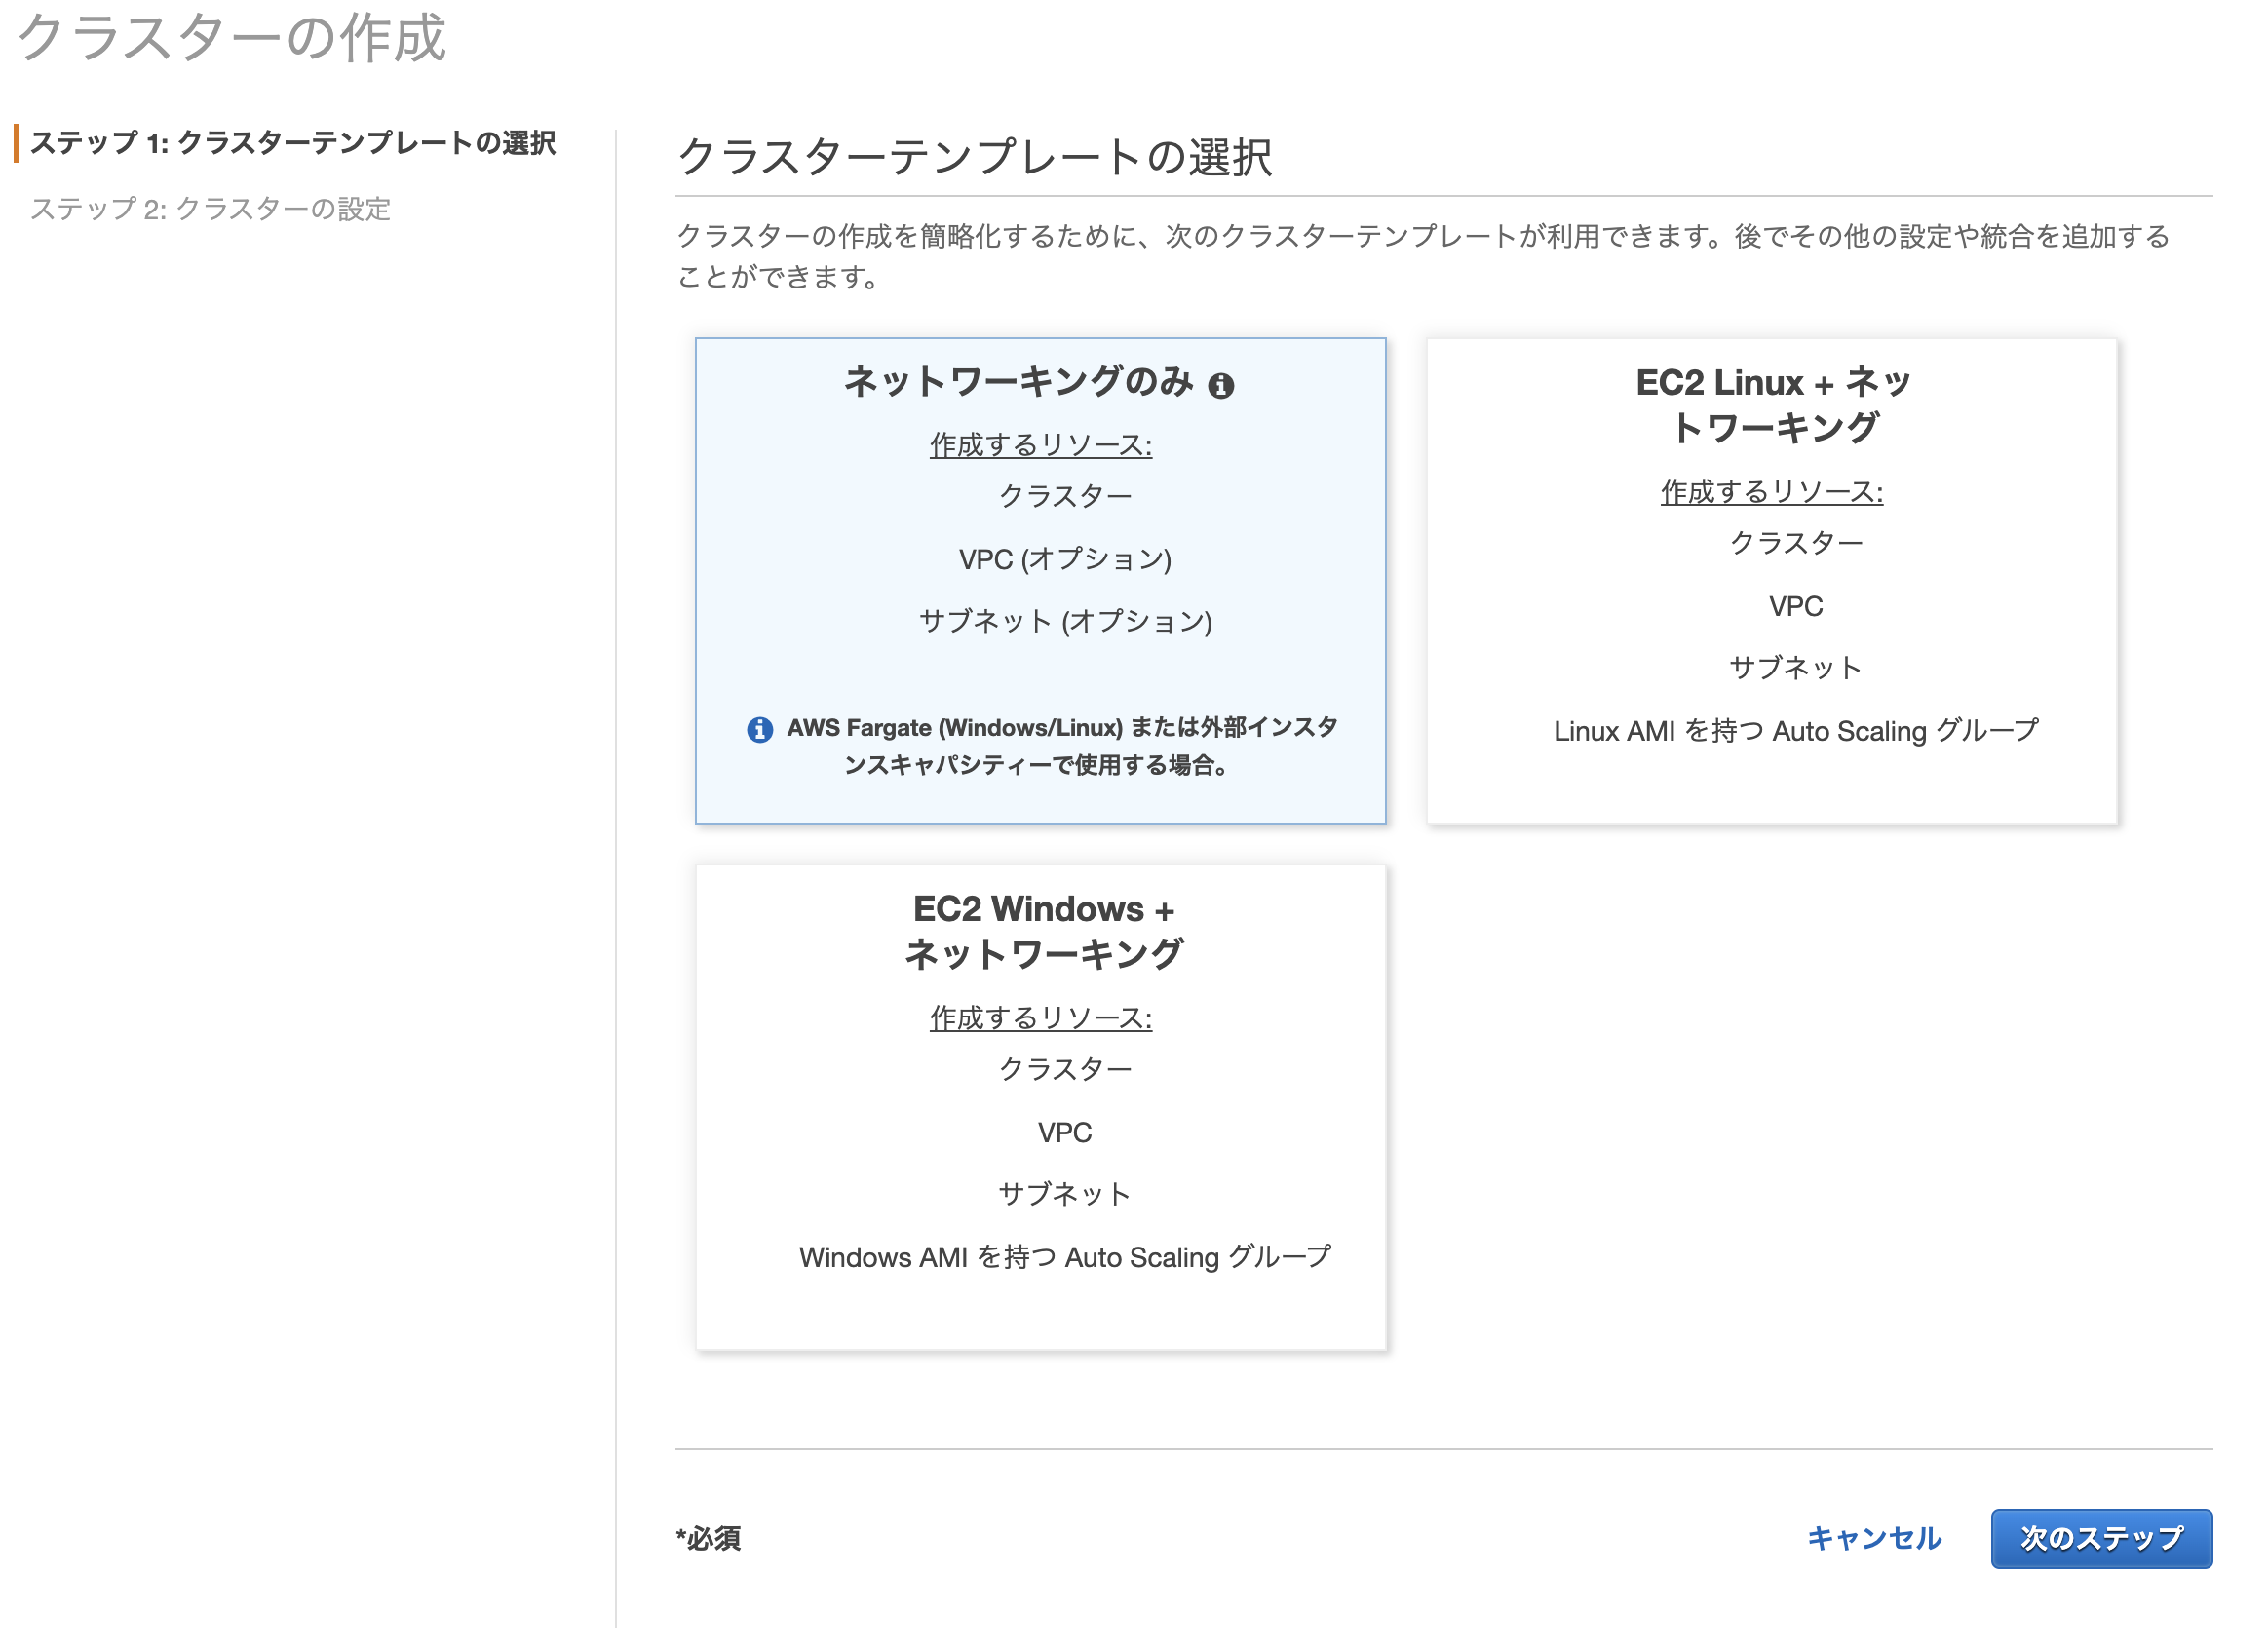 クラスターの作成
ステップ 1: クラスターテンプレートの選択
ステップ 2: クラスターの設定
クラスターテンプレートの選択
クラスターの作成を簡略化するために、次のクラスターテンプレートが利用できます。後でその他の設定や統合を追加する
ことができます。
ネットワーキングのみ
作成するリソース:
クラスター
VPC (オプション)
サブネット (オプション)
AWS Fargate (Windows/Linux) または外部インスタ
ンスキャパシティーで使用する場合。
EC2 Linux + ネッ
トワーキング
作成するリソース:
クラスター
VPC
サブネット
Linux AMI を持つ Auto Scaling グループ
EC2 Windows +
ネットワーキング
作成するリソース:
クラスター
VPC
サブネット
Windows AMI を持つ Auto Scaling グループ
*必須
キャンセル
次のステップ